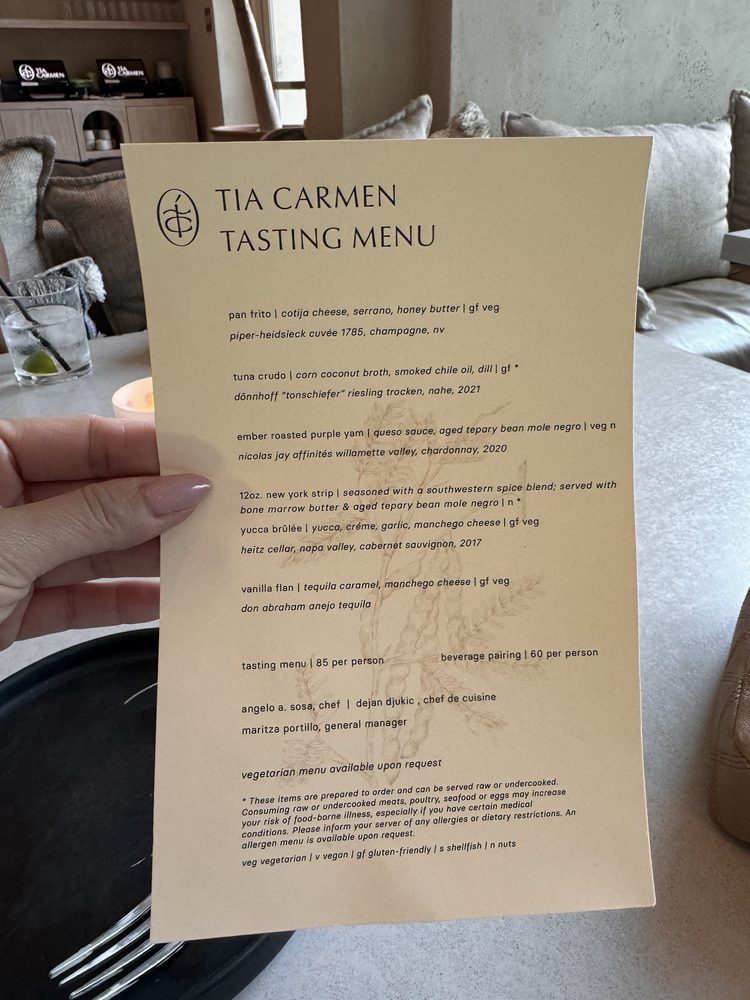 TIA
CARMEN
TIA
CARMEN
TIA CARMEN
TASTING MENU
pan frito | cotija cheese, serrano, honey butter | gf veg
piper-heidsieck cuvée 1785, champagne, nv
tuna crudo | corn coconut broth, smoked chile oil, dill | gf *
dönnhoff “tonschiefer” riesling trocken, nahe, 2021
ember roasted purple yam | queso sauce, aged tepary bean mole negro | veg n
nicolas jay affinités willamette valley, chardonnay, 2020
12oz. new york strip | seasoned with a southwestern spice blend; served with
bone marrow butter & aged tepary bean mole negro | n *
yucca brûlée | yucca, créme, garlic, manchego cheese | gf veg
heitz cellar, napa valley, cabernet sauvignon, 2017
vanilla flan | tequila caramel, manchego cheese | gf veg
don abraham anejo tequila
tasting menu | 85 per person beverage pairing | 60 per person
angelo a. sosa, chef | dejan djukic , chef de cuisine
maritza portillo, general manager
vegetarian menu available upon request
* These items are prepared to order and can be served raw or undercooked.
Consuming raw or undercooked meats, poultry, seafood or eggs may increase
your risk of food-borne illness, especially if you have certain medical
conditions. Please inform your server of any allergies or dietary restrictions. An
allergen menu is available upon request.
veg vegetarian | v vegan | gf gluten-friendly | s shellfish | n nuts